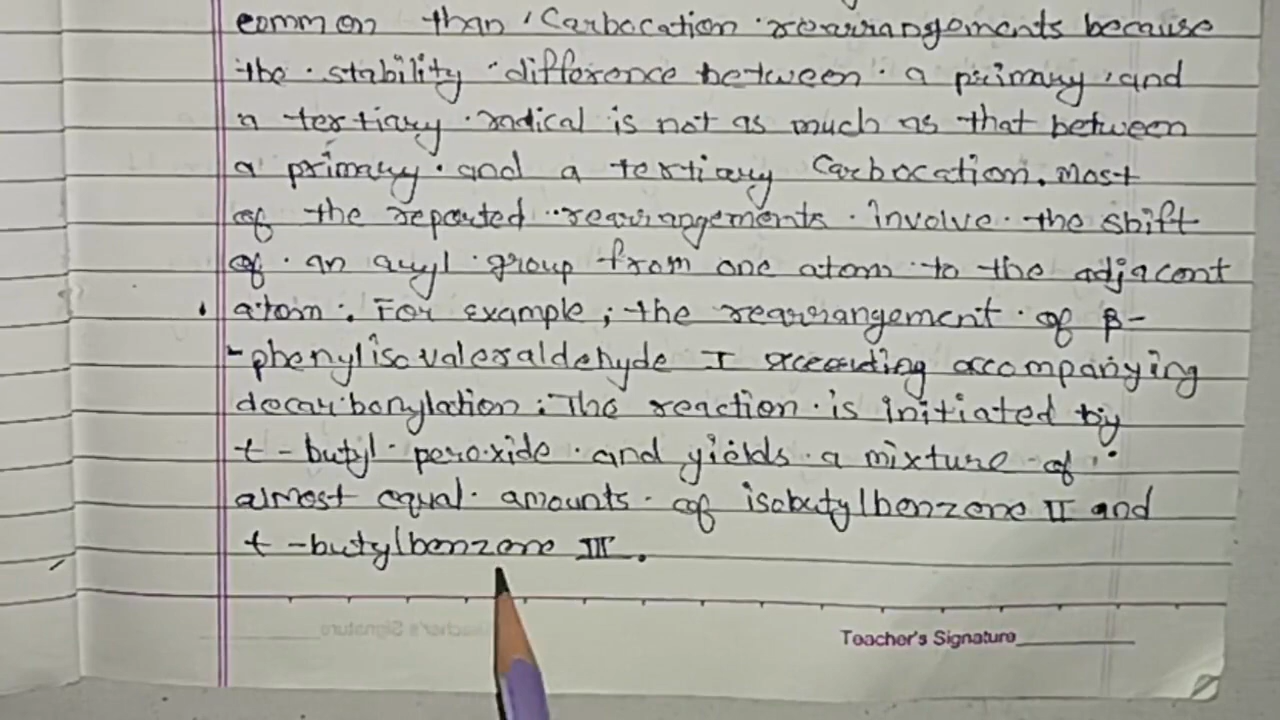 common than Carbocation rearrangements because
the stability difference between a primary and
a tertiary radical is not as much as that between
a primary and a tertiary Carbocation. Most
of the reported rearrangements involve the shift
of an aryl group from one atom to the adjacent
atom. For example, the rearrangement of β-
-phenylisovaleraldehyde I accompanying
decarbonylation. The reaction is initiated by
t-butyl peroxide and yields a mixture of
almost equal amounts of isobutylbenzene II and
t-butylbenzene III.
Teacher's Signature